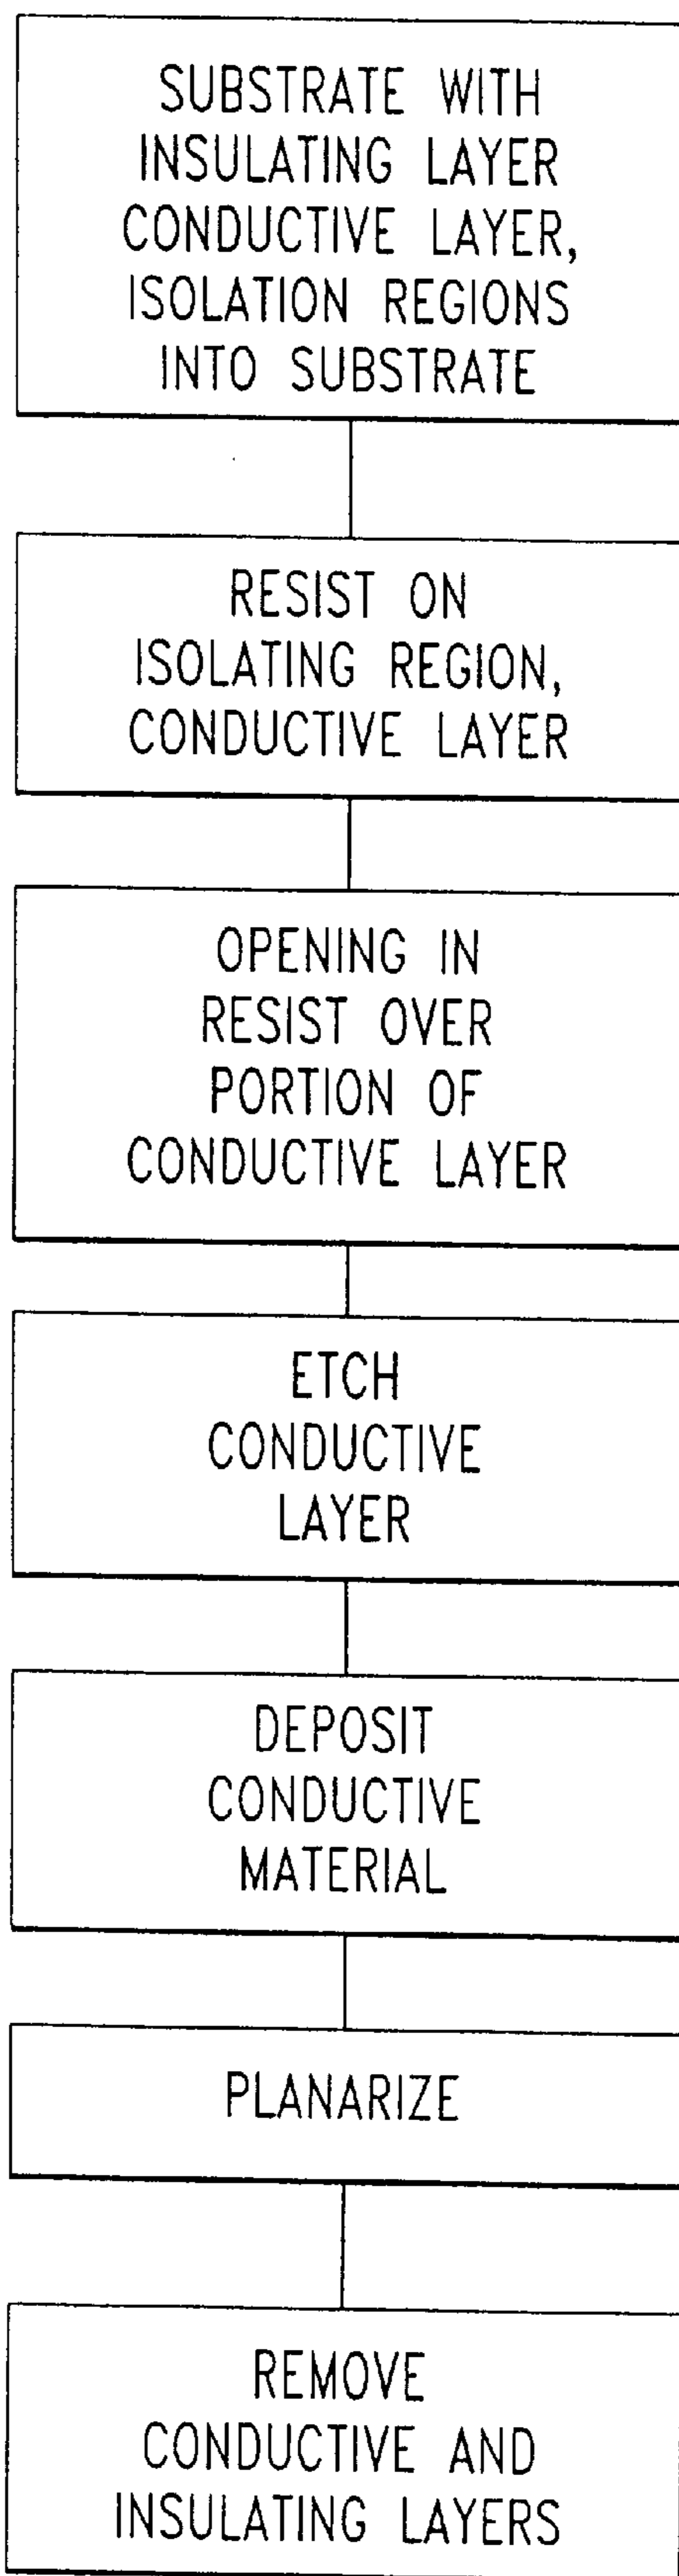 SUBSTRATE WITH
INSULATING LAYER
CONDUCTIVE LAYER,
ISOLATION REGIONS
INTO SUBSTRATE
RESIST ON
ISOLATING REGION,
CONDUCTIVE LAYER
OPENING IN
RESIST OVER
PORTION OF
CONDUCTIVE LAYER
ETCH
CONDUCTIVE
LAYER
DEPOSIT
CONDUCTIVE
MATERIAL
PLANARIZE
REMOVE
CONDUCTIVE AND
INSULATING LAYERS